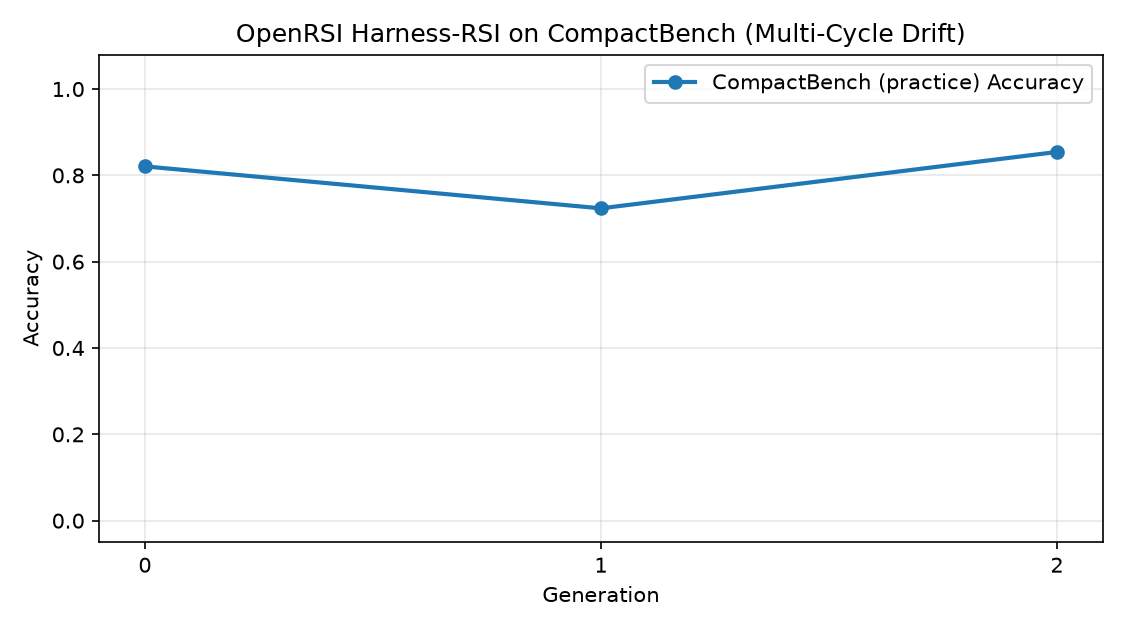 OpenRSI Harness-RSI on CompactBench (Multi-Cycle Drift)
CompactBench (practice) Accuracy
1.0
0.8
0.6
0.4
0.2
0.0
Accuracy
0
1
2
Generation